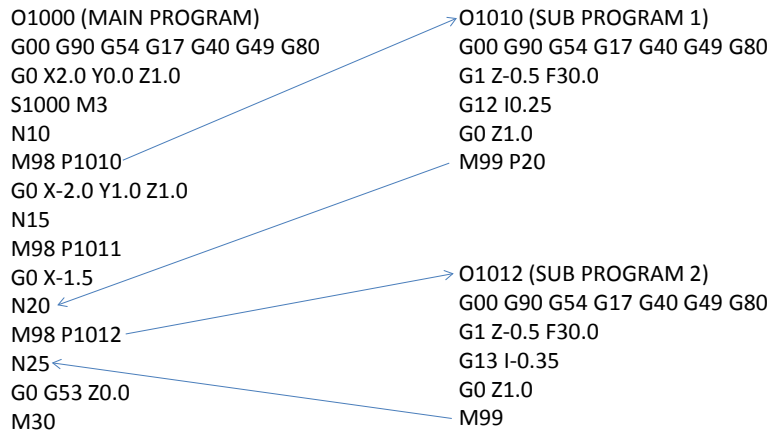 O1000 (MAIN PROGRAM)
G00 G90 G54 G17 G40 G49 G80
G0 X2.0 Y0.0 Z1.0
S1000 M3
N10
M98 P1010
G0 X-2.0 Y1.0 Z1.0
N15
M98 P1011
G0 X-1.5
N20
M98 P1012
N25
G0 G53 Z0.0
M30
O1010 (SUB PROGRAM 1)
G00 G90 G54 G17 G40 G49 G80
G1 Z-0.5 F30.0
G12 I0.25
G0 Z1.0
M99 P20
O1012 (SUB PROGRAM 2)
G00 G90 G54 G17 G40 G49 G80
G1 Z-0.5 F30.0
G13 I-0.35
G0 Z1.0
M99